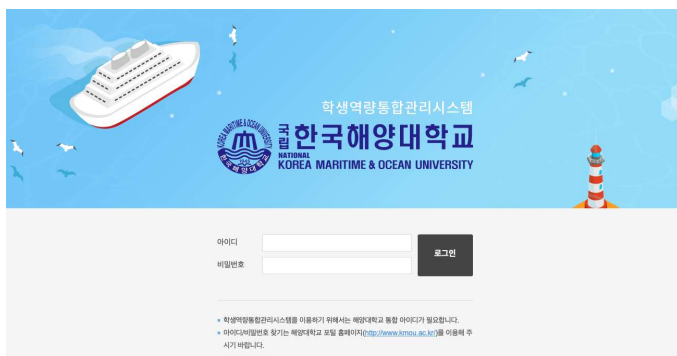 학생역량통합관리시스템
국립한국해양대학교
NATIONAL
KOREA MARITIME & OCEAN UNIVERSITY
아이디
로그인
비밀번호
학생역량통합관리시스템을 이용하기 위해서는 해양대학교 통합 아이디가 필요합니다.
아이디/비밀번호 찾기는 해양대학교 포털 홈페이지(http://www.kmou.ac.kr/)를 이용해 주
시기 바랍니다.